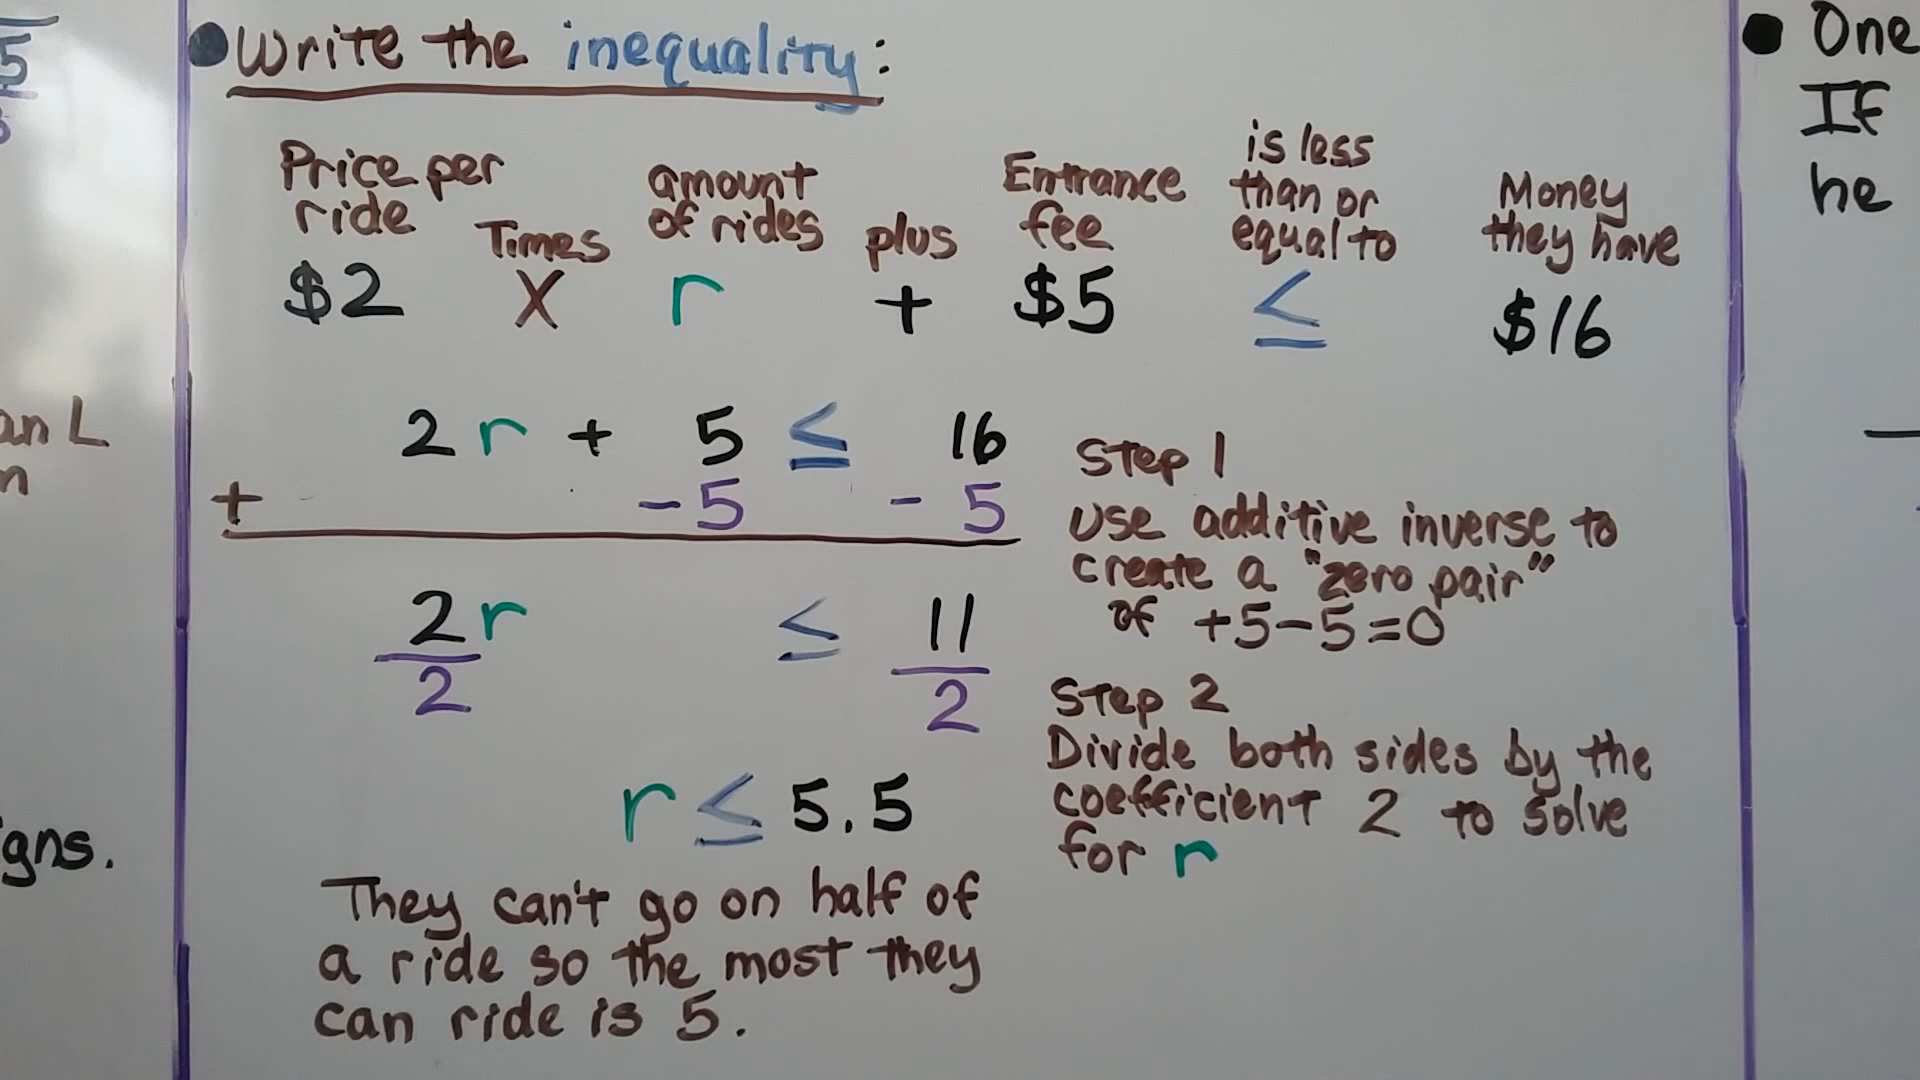 5
● Write the inequality:
Price per
ride
Times
amount
of rides
plus
Entrance
fee
is less
than or
equal to
Money
they have
$2 X r + $5 ≤ $16
2r + 5 ≤ 16
+ -5 -5
2r ≤ 11
2 2
r ≤ 5.5
They can't go on half of
a ride so the most they
can ride is 5.
Step 1
use additive inverse to
create a "zero pair"
of +5-5=0
Step 2
Divide both sides by the
coefficient 2 to solve
for r
an L
n
gns.
● One
If
he